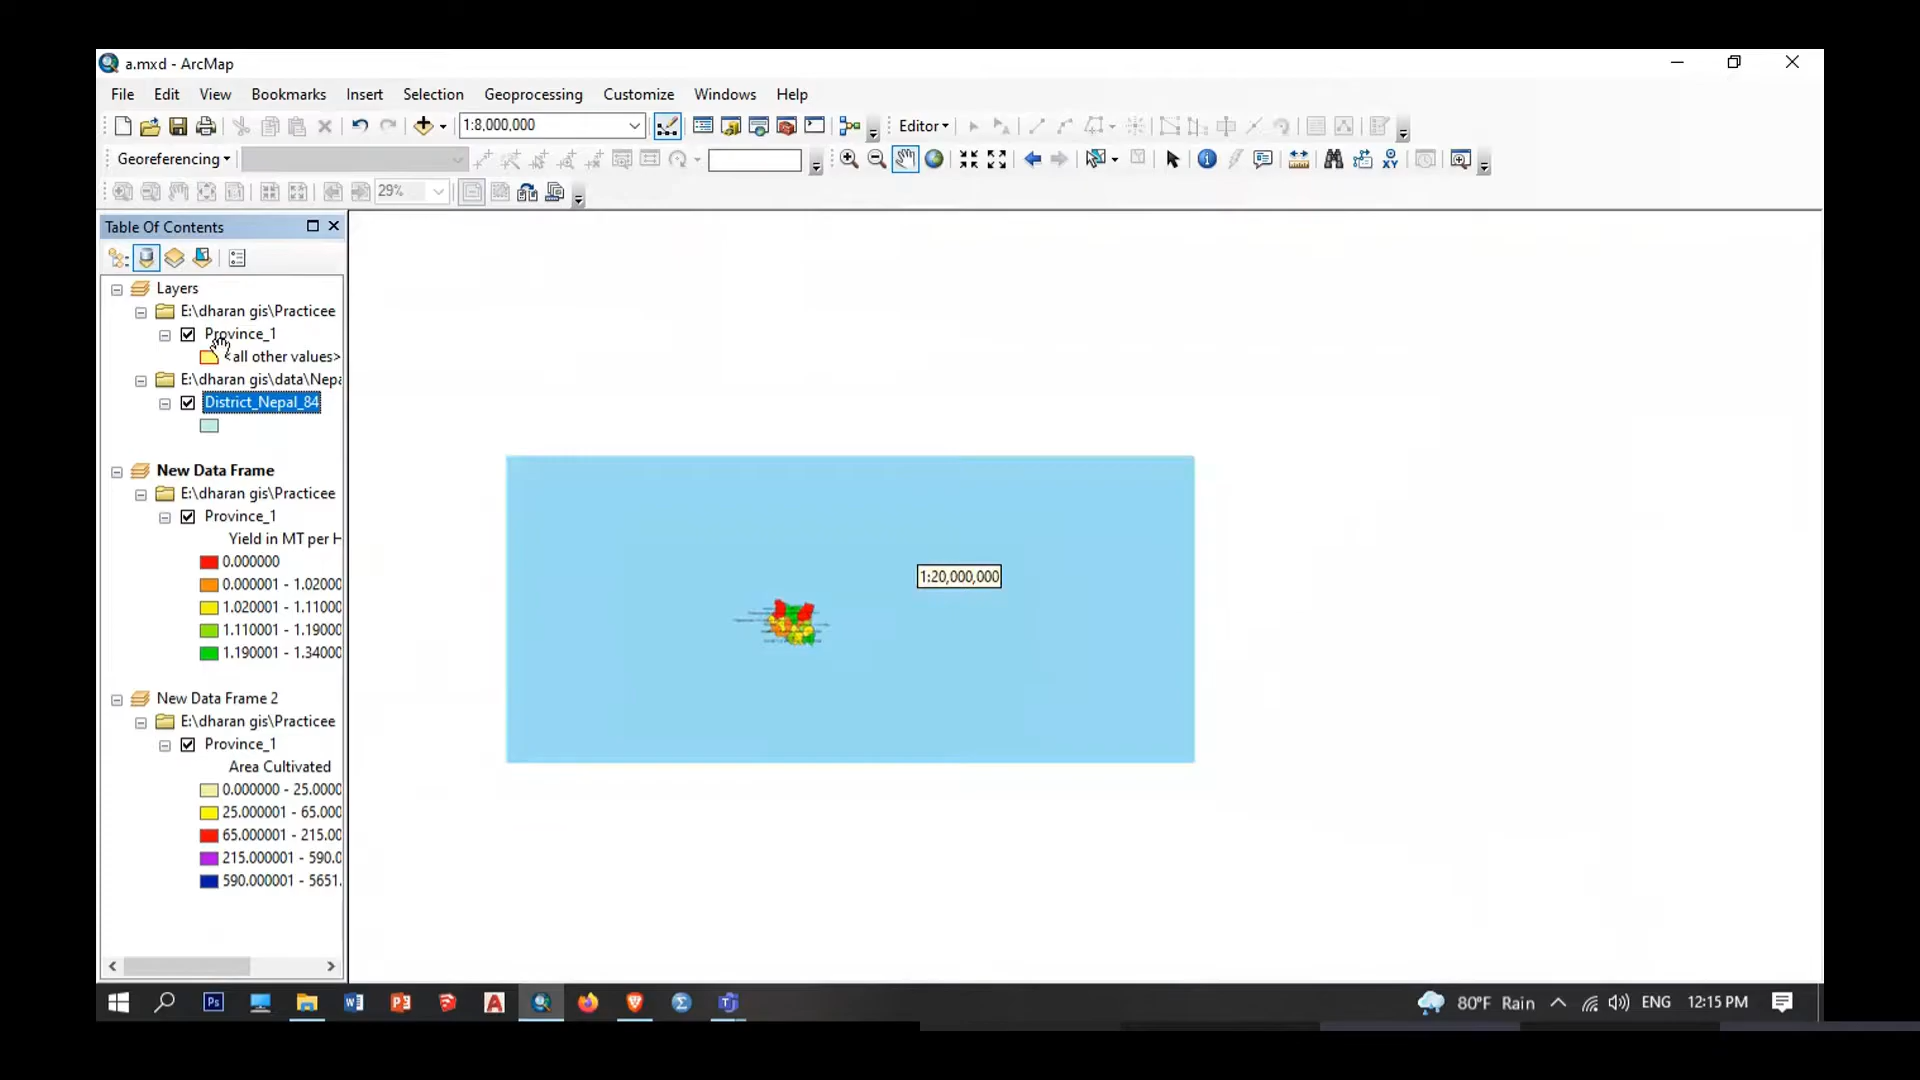 a.mxd - ArcMap
File Edit View Bookmarks Insert Selection Geoprocessing Customize Windows Help
1:8,000,000 Editor
Georeferencing
29%
Table Of Contents
Layers
E:\dharan gis\Practicee
Province_1
<all other values>
E:\dharan gis\data\Nepa
District_Nepal_84
New Data Frame
E:\dharan gis\Practicee
Province_1
Yield in MT per H
0.000000
0.000001 - 1.02000
1.020001 - 1.11000
1.110001 - 1.19000
1.190001 - 1.34000
New Data Frame 2
E:\dharan gis\Practicee
Province_1
Area Cultivated
0.000000 - 25.0000
25.000001 - 65.000
65.000001 - 215.00
215.000001 - 590.0
590.000001 - 5651.
1:20,000,000
80°F Rain ENG 12:15 PM